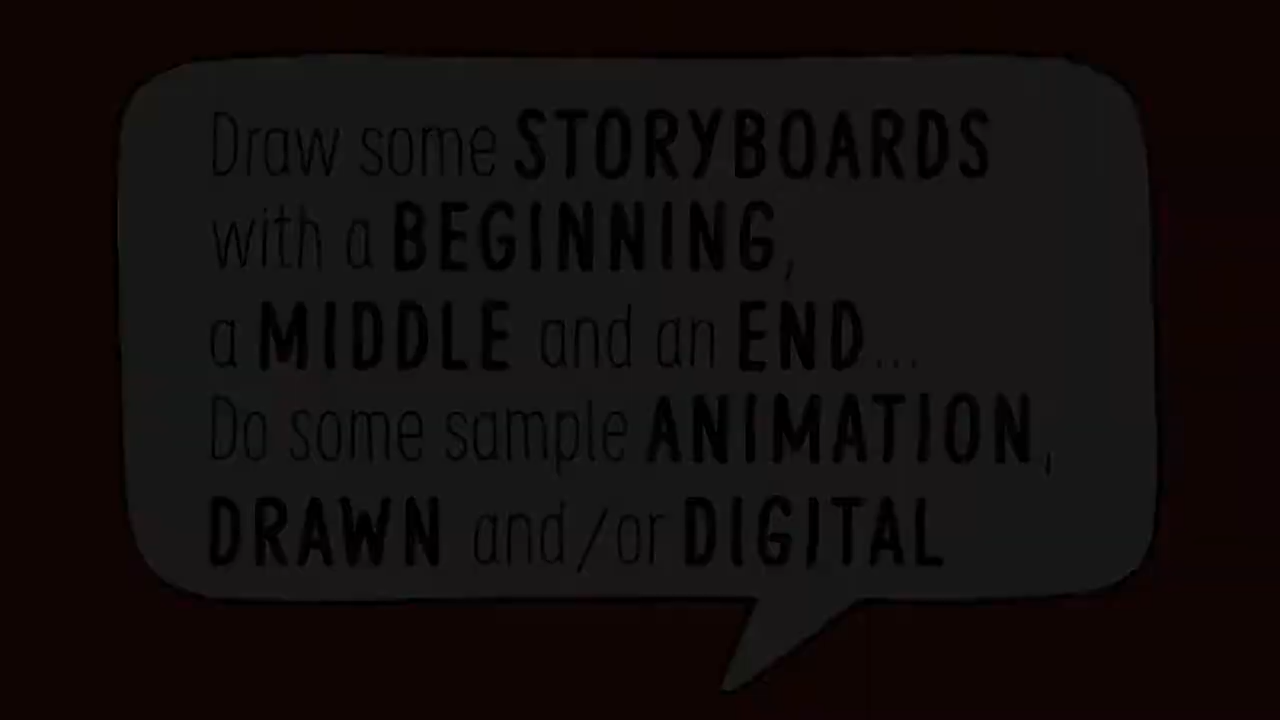 Draw some STORYBOARDS
with a BEGINNING,
a MIDDLE and an END...
Do some sample ANIMATION,
DRAWN and/or DIGITAL